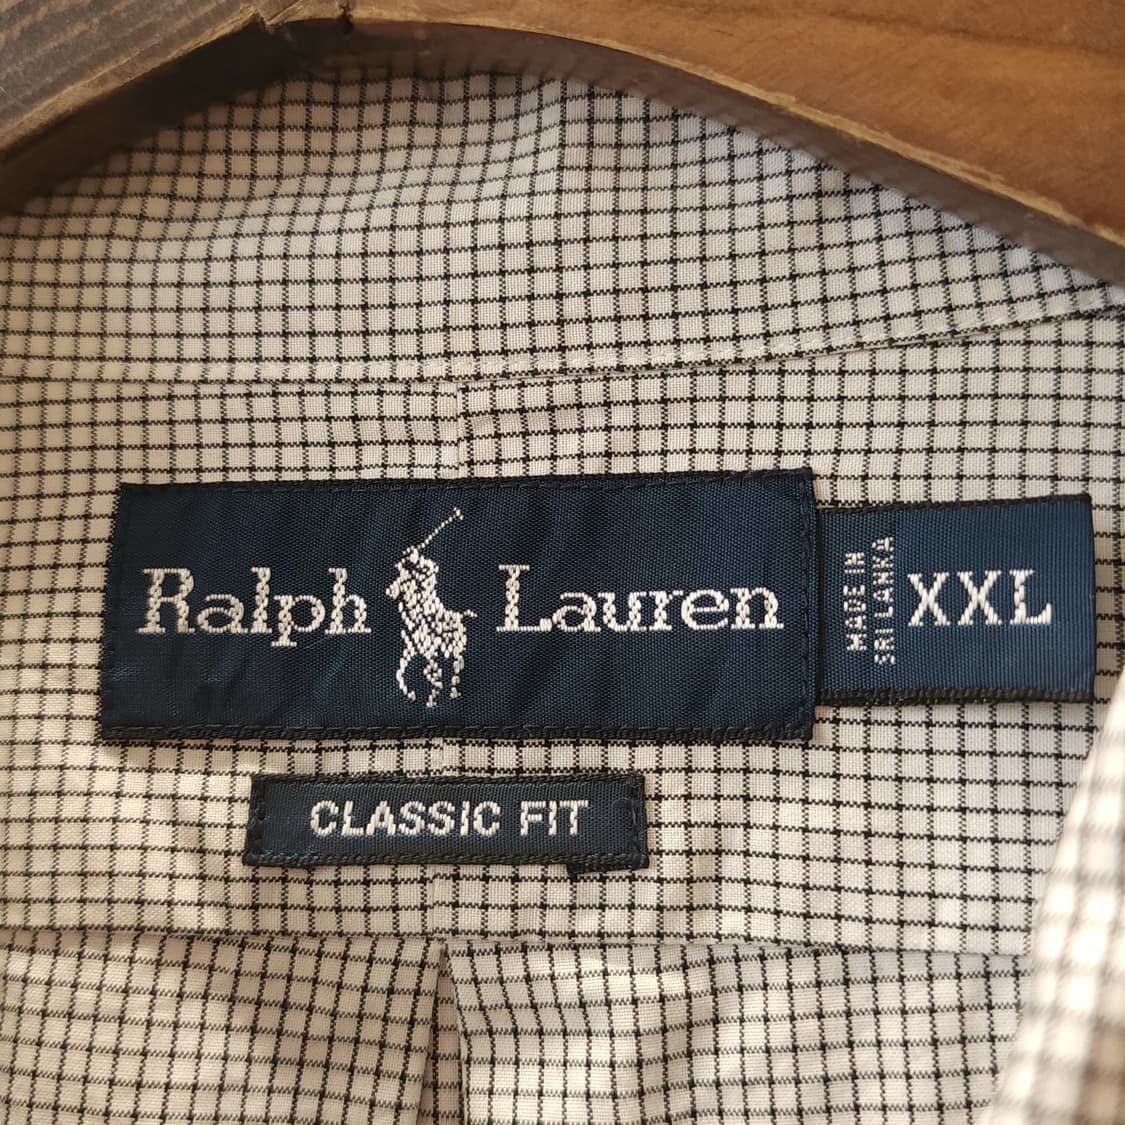 Ralph Lauren
MADE IN
SRI LANKA
XXL
CLASSIC FIT